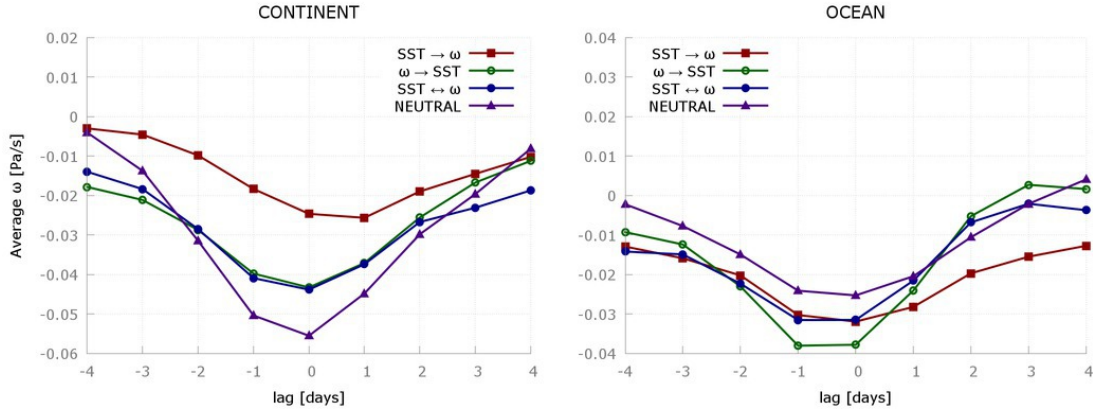 CONTINENT
SST → ω
ω → SST
SST ↔ ω
NEUTRAL
0.02
0.01
0
-0.01
-0.02
-0.03
-0.04
-0.05
-0.06
Average ω [Pa/s]
-4 -3 -2 -1 0 1 2 3 4
lag [days]
OCEAN
SST → ω
ω → SST
SST ↔ ω
NEUTRAL
0.04
0.03
0.02
0.01
0
-0.01
-0.02
-0.03
-0.04
-4 -3 -2 -1 0 1 2 3 4
lag [days]